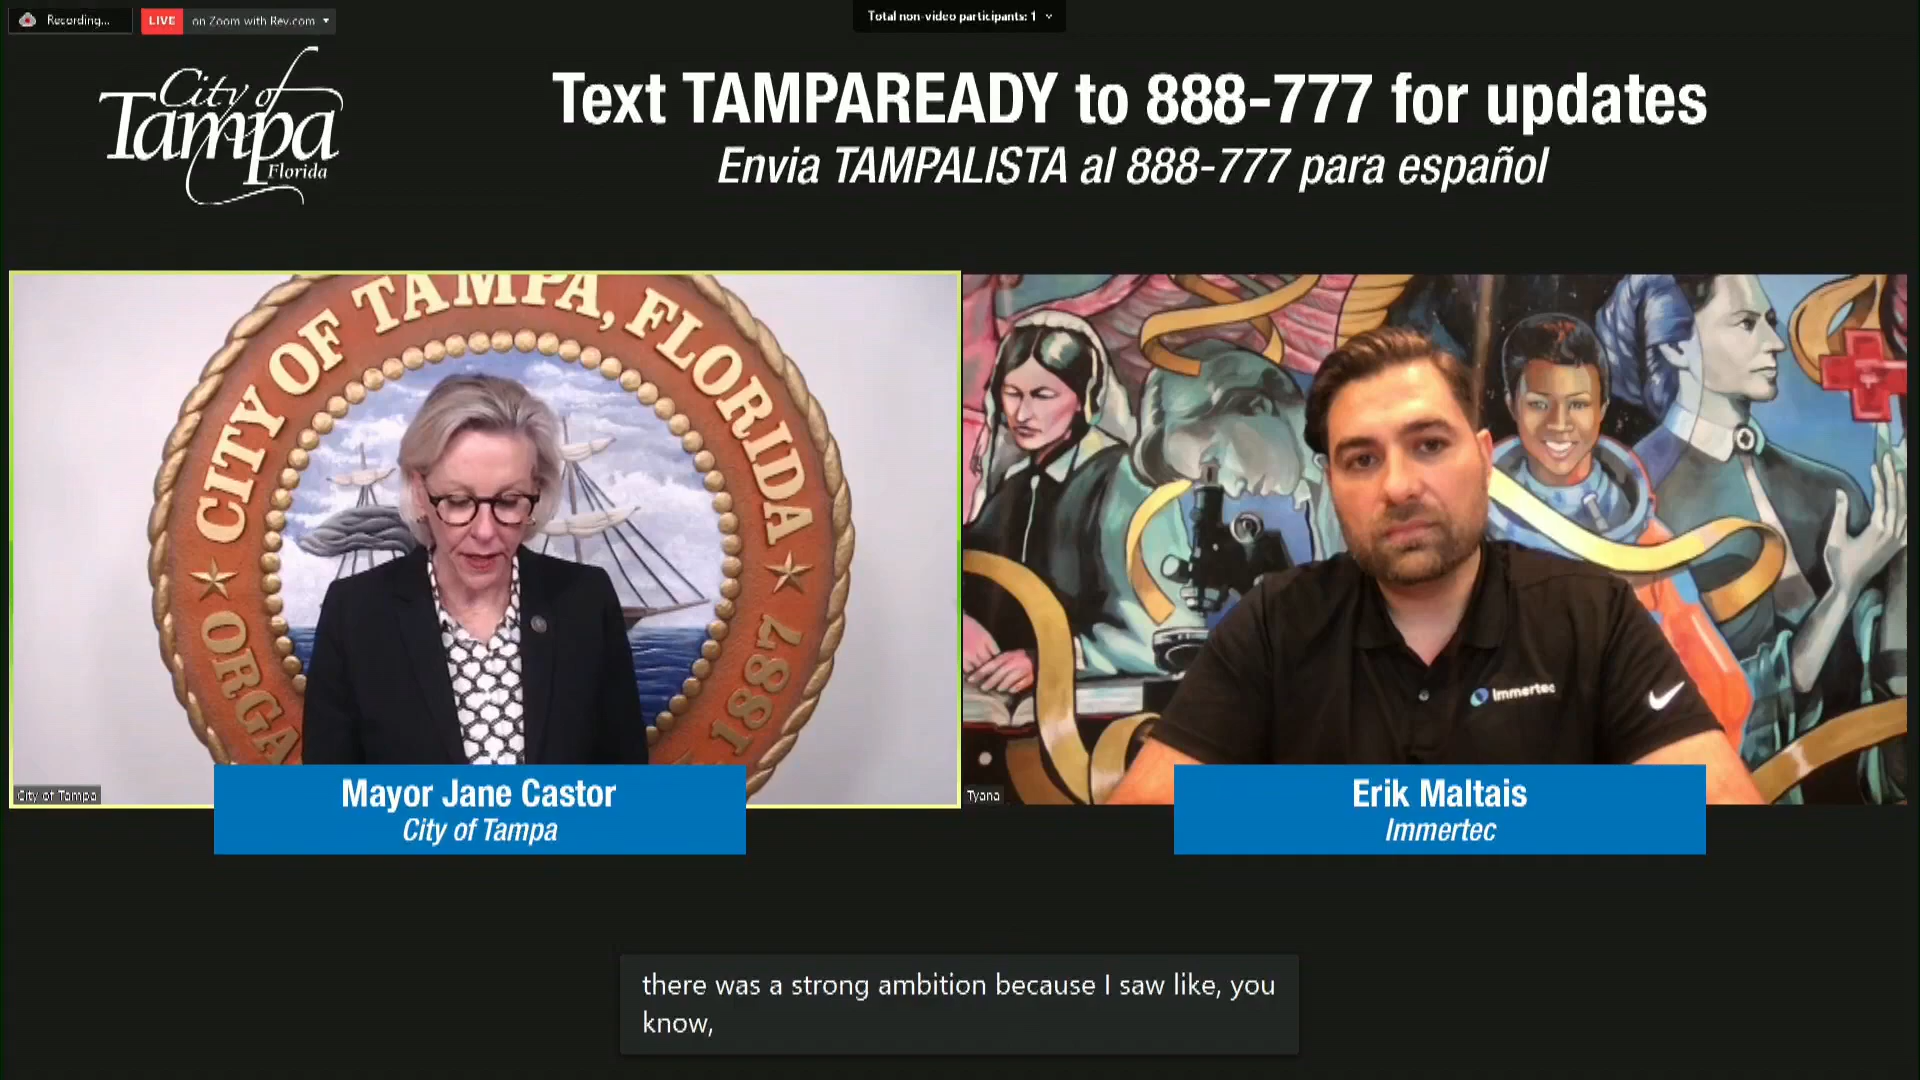 Recording...
LIVE on Zoom with Rev.com
Total non-video participants: 1
City of
Tampa
Florida
Text TAMPAREADY to 888-777 for updates
Envia TAMPALISTA al 888-777 para español
CITY OF TAMPA, FLORIDA
ORGA
1887
City of Tampa
Mayor Jane Castor
City of Tampa
Immertec
Tyana
Erik Maltais
Immertec
there was a strong ambition because I saw like, you
know,